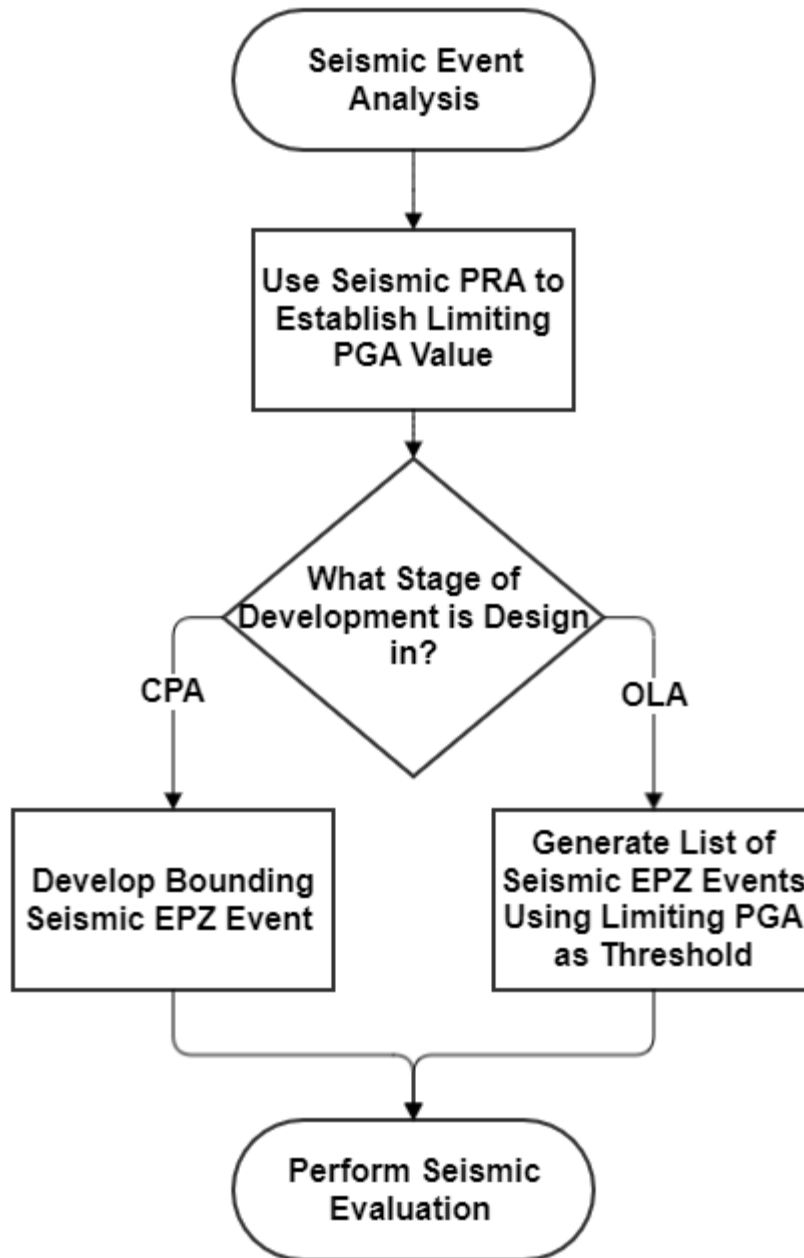 Seismic Event
Analysis
Use Seismic PRA to
Establish Limiting
PGA Value
What Stage of
Development is Design
in?
CPA
OLA
Develop Bounding
Seismic EPZ Event
Generate List of
Seismic EPZ Events
Using Limiting PGA
as Threshold
Perform Seismic
Evaluation